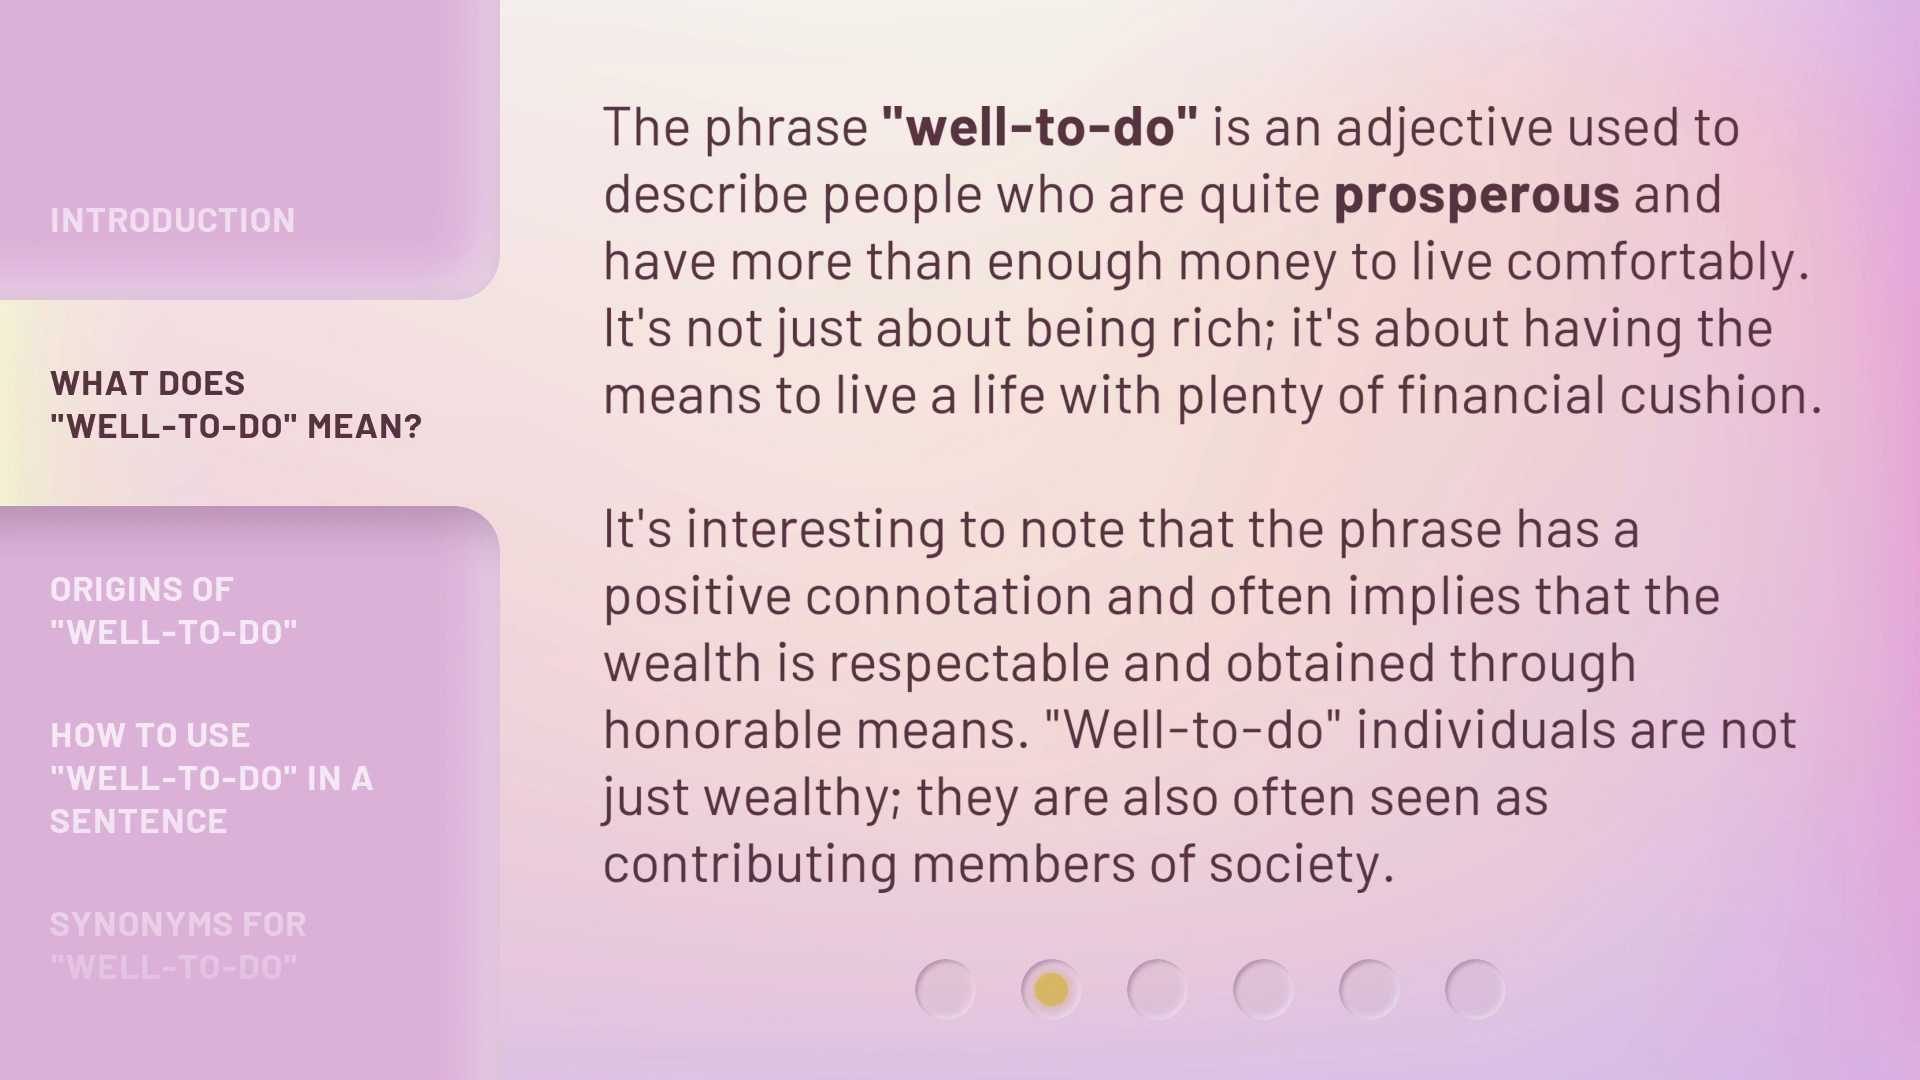 INTRODUCTION
WHAT DOES
"WELL-TO-DO" MEAN?
ORIGINS OF
"WELL-TO-DO"
HOW TO USE
"WELL-TO-DO" IN A
SENTENCE
SYNONYMS FOR
"WELL-TO-DO"
The phrase "well-to-do" is an adjective used to
describe people who are quite prosperous and
have more than enough money to live comfortably.
It's not just about being rich; it's about having the
means to live a life with plenty of financial cushion.
It's interesting to note that the phrase has a
positive connotation and often implies that the
wealth is respectable and obtained through
honorable means. "Well-to-do" individuals are not
just wealthy; they are also often seen as
contributing members of society.